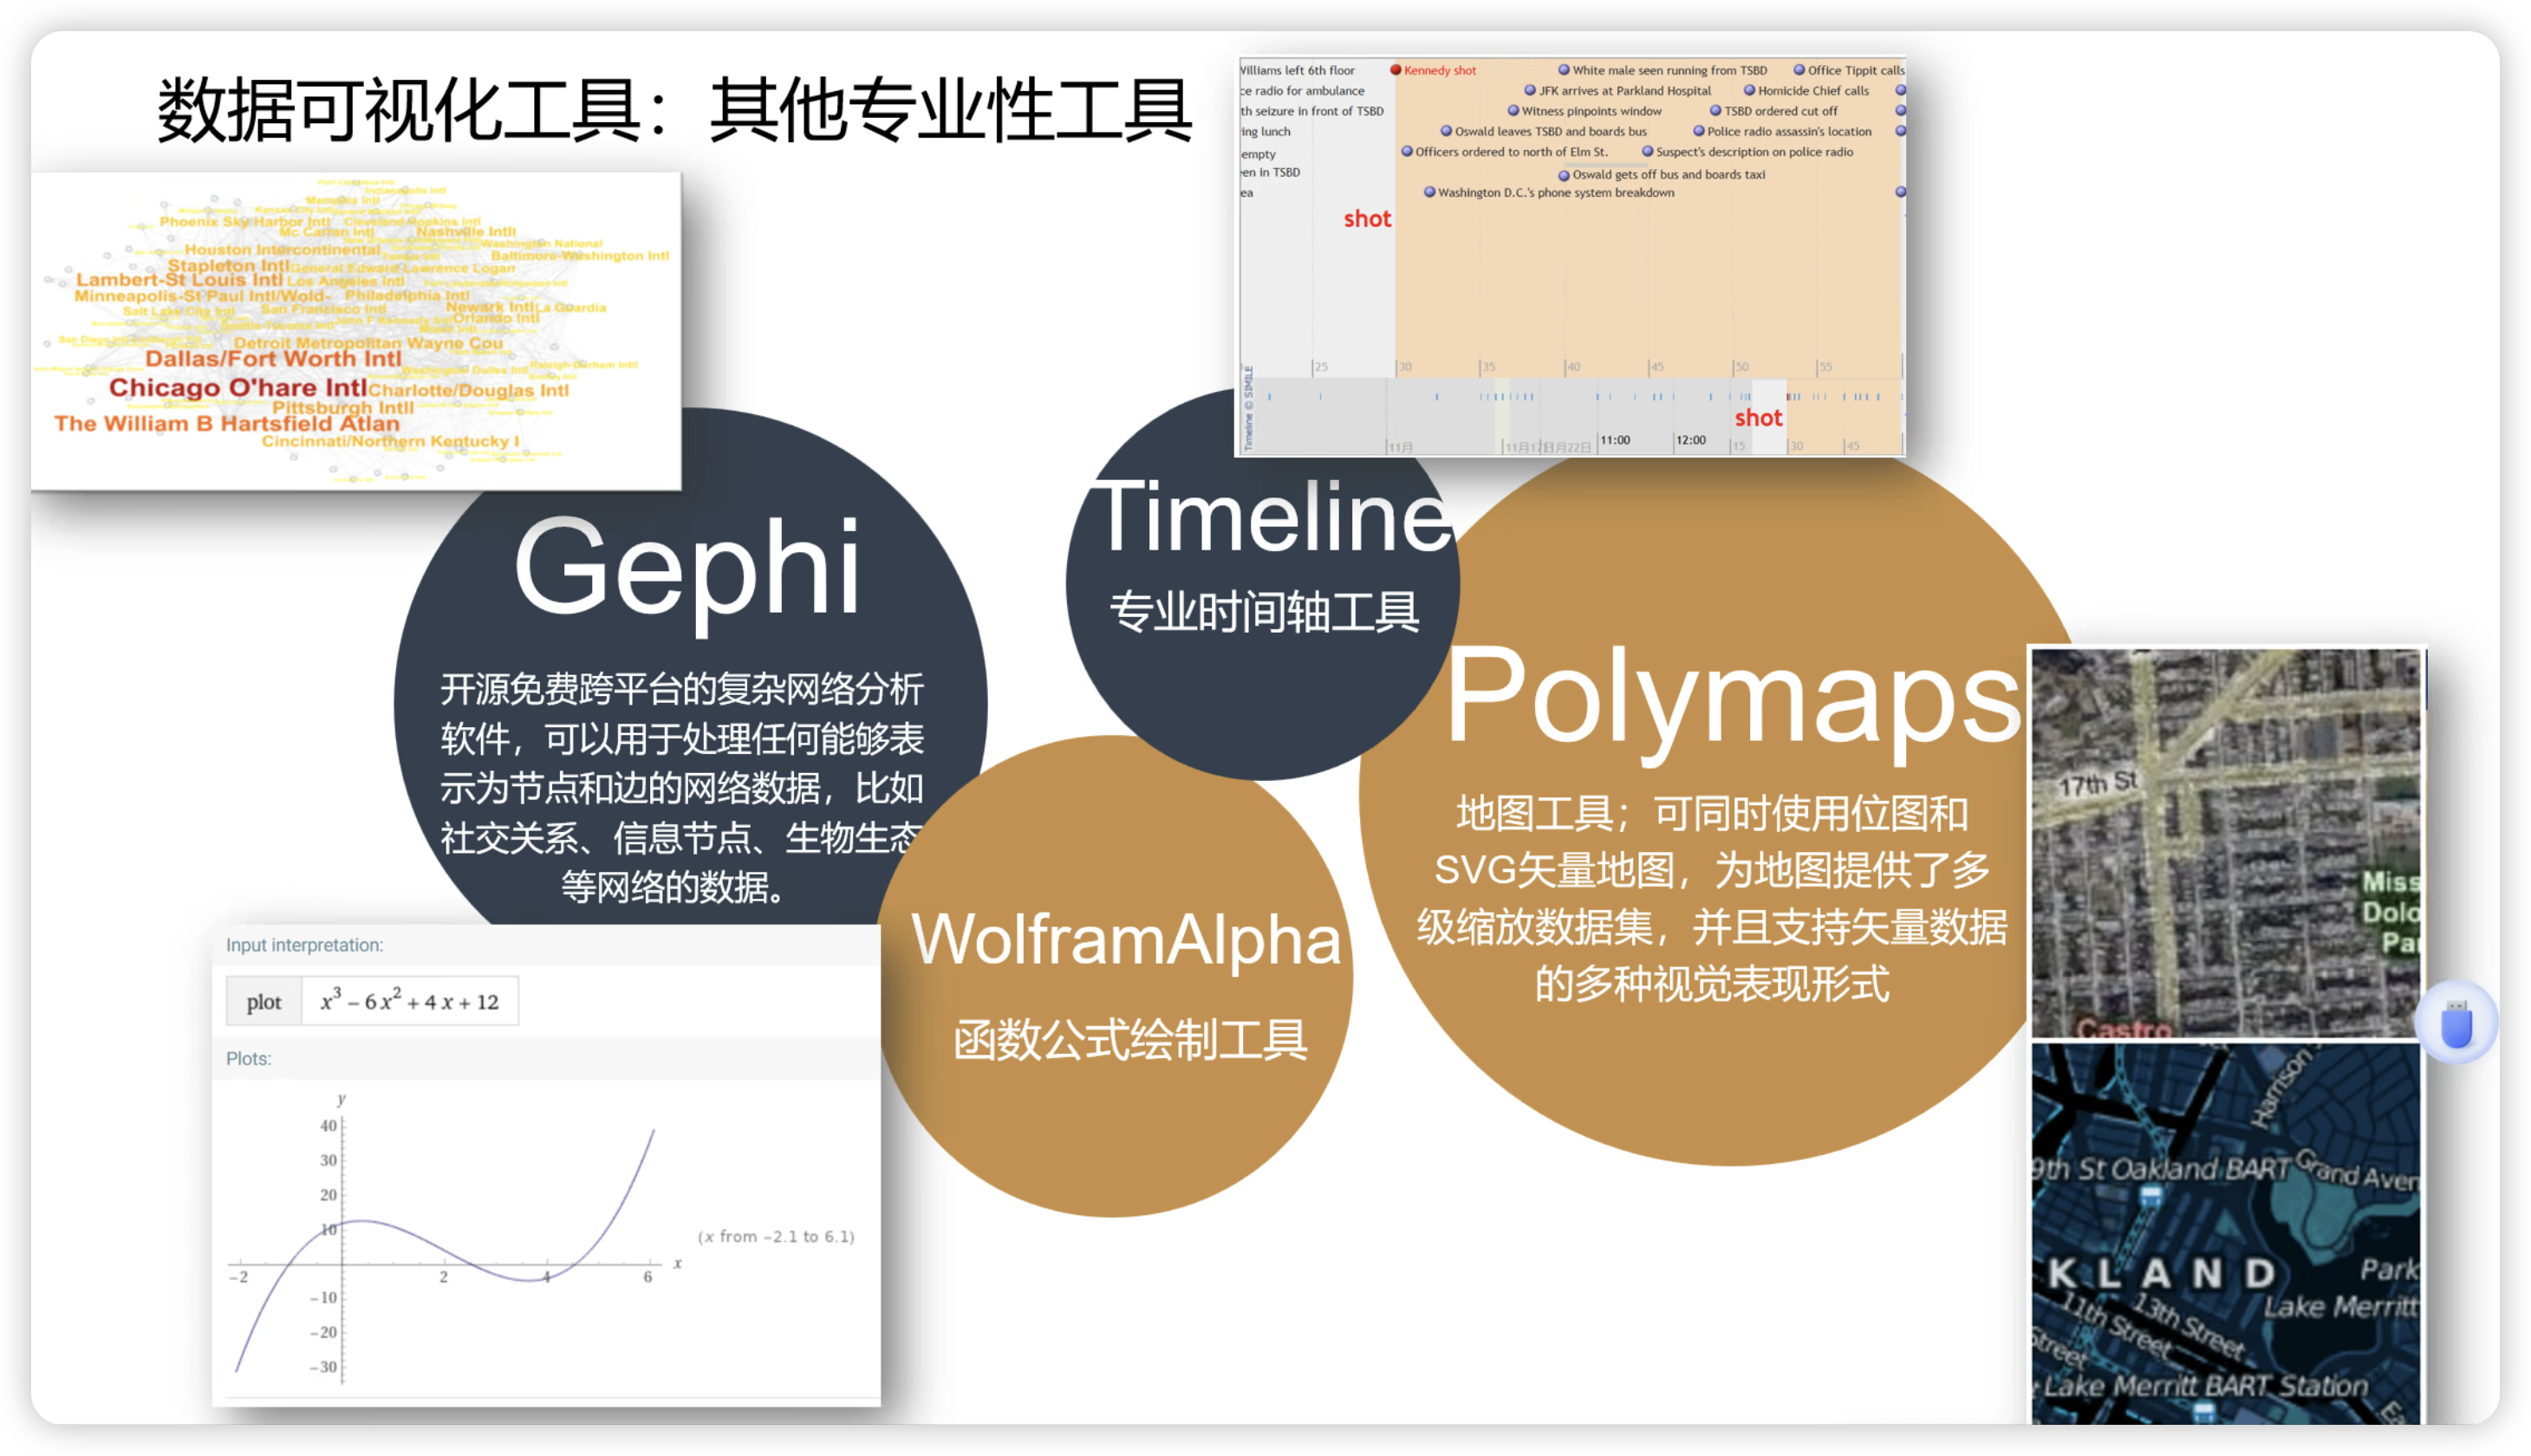 数据可视化工具：其他专业性工具
Williams left 6th floor
Kennedy shot
White male seen running from TSBD
Office Tippit calls
ce radio for ambulance
JFK arrives at Parkland Hospital
Homicide Chief calls
th seizure in front of TSBD
Witness pinpoints window
TSBD ordered cut off
ing lunch
Oswald leaves TSBD and boards bus
Police radio assassin's location
empty
Officers ordered to north of Elm St.
Suspect's description on police radio
en in TSBD
Oswald gets off bus and boards taxi
ea
Washington D.C.'s phone system breakdown
shot
25
30
35
40
45
50
55
Timeline © SIMILE
shot
11月
11:00
12:00
15
30
45
Indianapolis Intl
Memphis Intl
Phoenix Sky Harbor Intl
Cleveland-Hopkins Intl
Mc Carran Intl
Nashville Intll
Washington National
Houston Intercontinental
Baltimore-Washington Intl
Stapleton Intl
General Edward Lawrence Logan
Lambert-St Louis Intl
Los Angeles Intl
Minneapolis-St Paul Intl/Wold-
Philadelphia Intl
Salt Lake City Intl
San Francisco Intl
Newark Intl
La Guardia
Orlando Intl
Detroit Metropolitan Wayne Cou
Dallas/Fort Worth Intl
Raleigh-Durham Intll
Chicago O'hare Intl
Charlotte/Douglas Intl
Pittsburgh Intll
The William B Hartsfield Atlan
Cincinnati/Northern Kentucky I
Gephi
开源免费跨平台的复杂网络分析
软件，可以用于处理任何能够表
示为节点和边的网络数据，比如
社交关系、信息节点、生物生态
等网络的数据。
Timeline
专业时间轴工具
Polymaps
地图工具；可同时使用位图和
SVG矢量地图，为地图提供了多
级缩放数据集，并且支持矢量数据
的多种视觉表现形式
WolframAlpha
函数公式绘制工具
Input interpretation:
plot
x³ – 6 x² + 4 x + 12
Plots:
y
40
30
20
10
-2
2
4
6
x
-10
-20
-30
(x from −2.1 to 6.1)
17th St
Miss
Dolo
Pa
Castro
Harrison
9th St Oakland BART
Grand Aven
KLAND
Park
Lake Merritt
11th Street
13th Street
Street
Lake Merritt BART Station